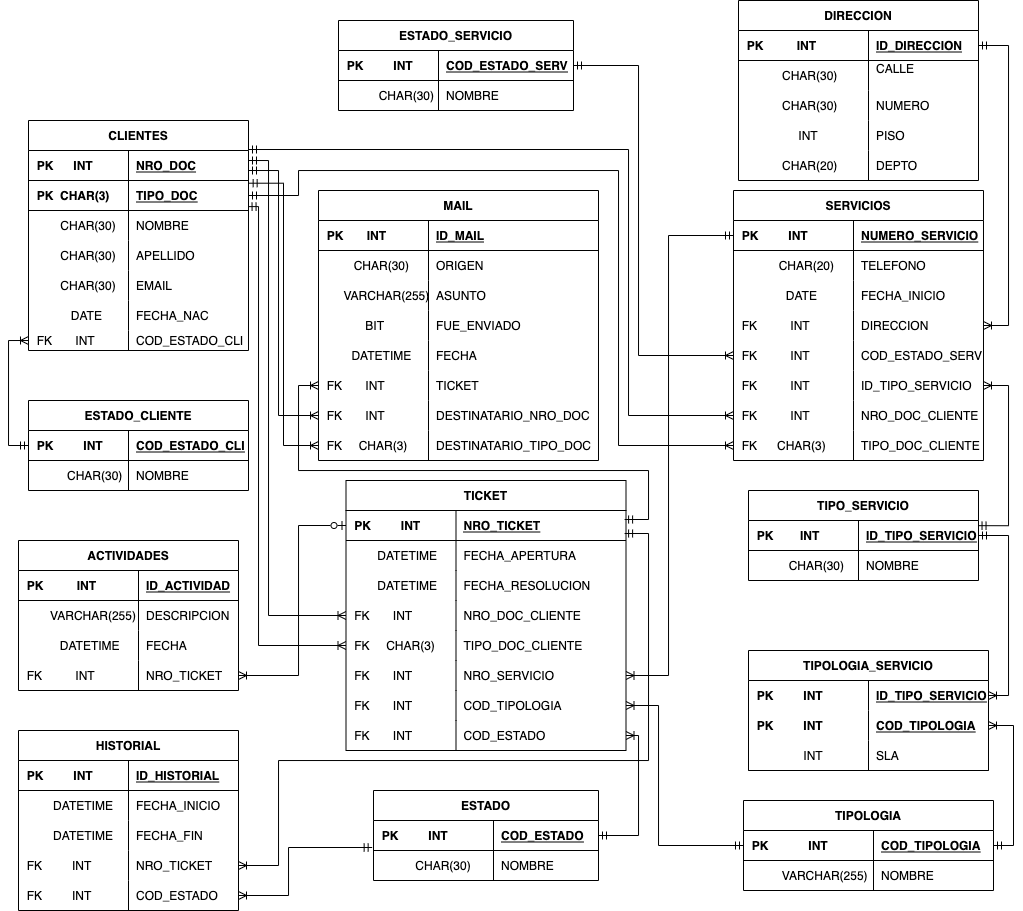 ESTADO_SERVICIO
PK INT COD_ESTADO_SERV
CHAR(30) NOMBRE
DIRECCION
PK INT ID_DIRECCION
CHAR(30) CALLE
CHAR(30) NUMERO
INT PISO
CHAR(20) DEPTO
CLIENTES
PK INT NRO_DOC
PK CHAR(3) TIPO_DOC
CHAR(30) NOMBRE
CHAR(30) APELLIDO
CHAR(30) EMAIL
DATE FECHA_NAC
FK INT COD_ESTADO_CLI
MAIL
PK INT ID_MAIL
CHAR(30) ORIGEN
VARCHAR(255) ASUNTO
BIT FUE_ENVIADO
DATETIME FECHA
FK INT TICKET
FK INT DESTINATARIO_NRO_DOC
FK CHAR(3) DESTINATARIO_TIPO_DOC
SERVICIOS
PK INT NUMERO_SERVICIO
CHAR(20) TELEFONO
DATE FECHA_INICIO
FK INT DIRECCION
FK INT COD_ESTADO_SERV
FK INT ID_TIPO_SERVICIO
FK INT NRO_DOC_CLIENTE
FK CHAR(3) TIPO_DOC_CLIENTE
ESTADO_CLIENTE
PK INT COD_ESTADO_CLI
CHAR(30) NOMBRE
TICKET
PK INT NRO_TICKET
DATETIME FECHA_APERTURA
DATETIME FECHA_RESOLUCION
FK INT NRO_DOC_CLIENTE
FK CHAR(3) TIPO_DOC_CLIENTE
FK INT NRO_SERVICIO
FK INT COD_TIPOLOGIA
FK INT COD_ESTADO
TIPO_SERVICIO
PK INT ID_TIPO_SERVICIO
CHAR(30) NOMBRE
ACTIVIDADES
PK INT ID_ACTIVIDAD
VARCHAR(255) DESCRIPCION
DATETIME FECHA
FK INT NRO_TICKET
TIPOLOGIA_SERVICIO
PK INT ID_TIPO_SERVICIO
PK INT COD_TIPOLOGIA
INT SLA
HISTORIAL
PK INT ID_HISTORIAL
DATETIME FECHA_INICIO
DATETIME FECHA_FIN
FK INT NRO_TICKET
FK INT COD_ESTADO
ESTADO
PK INT COD_ESTADO
CHAR(30) NOMBRE
TIPOLOGIA
PK INT COD_TIPOLOGIA
VARCHAR(255) NOMBRE